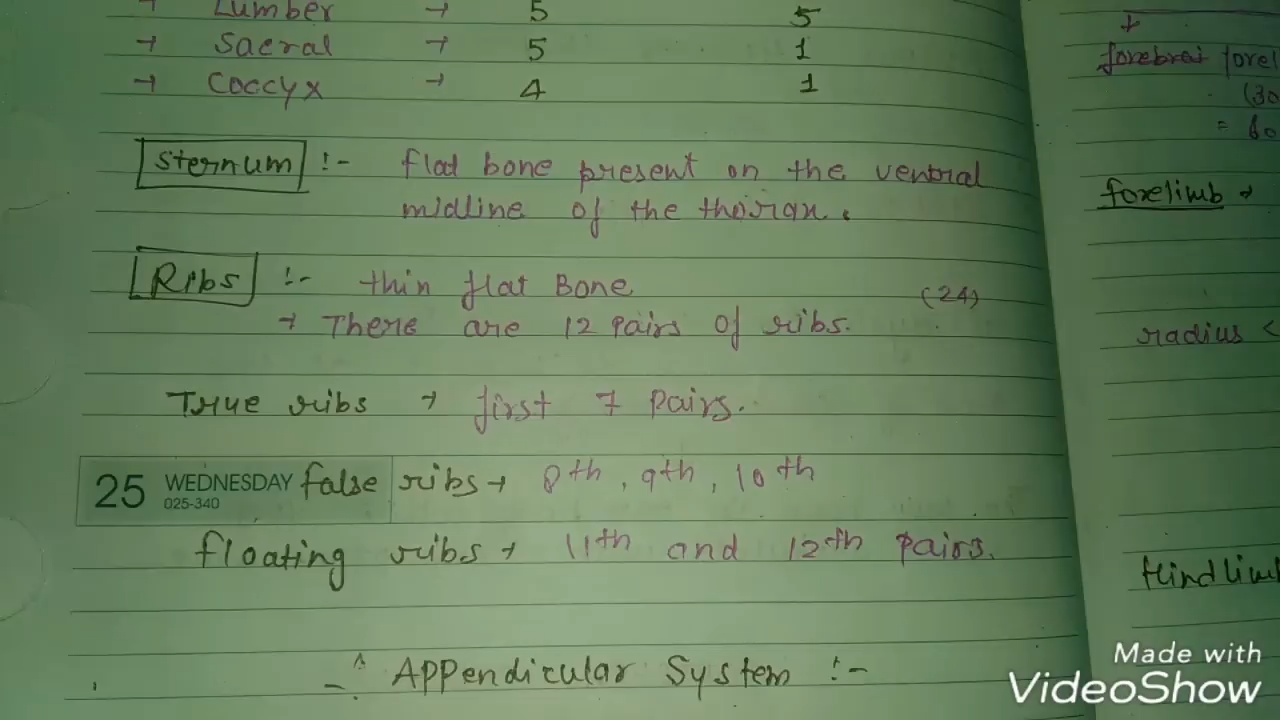 → Lumber → 5 5
→ Sacral → 5 1
→ Coccyx → 4 1
Sternum :- flat bone present on the ventral
midline of the thorax.
Ribs :- thin flat Bone (24)
→ There are 12 pairs of ribs.
True ribs → first 7 pairs.
25 WEDNESDAY false ribs → 8th, 9th, 10th
025-340
floating ribs → 11th and 12th pairs.
Appendicular System :-
forelimb →
radius <
Hindlim
Made with
VideoShow